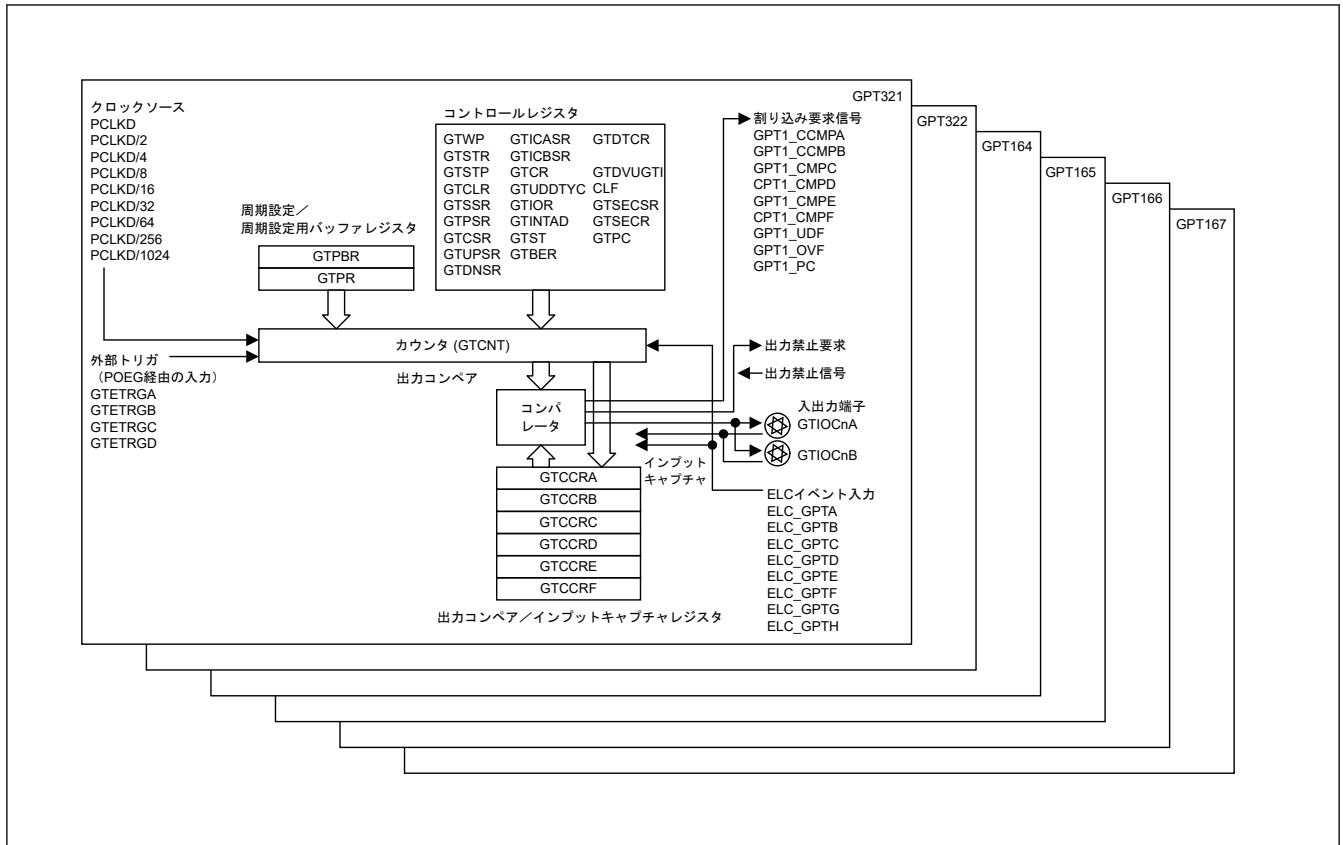 GPT321
GPT322
GPT164
GPT165
GPT166
GPT167
クロックソース
PCLKD
PCLKD/2
PCLKD/4
PCLKD/8
PCLKD/16
PCLKD/32
PCLKD/64
PCLKD/256
PCLKD/1024
周期設定／
周期設定用バッファレジスタ
GTPBR
GTPR
コントロールレジスタ
GTWP GTICASR GTDTCR
GTSTR GTICBSR
GTSTP GTCR GTDVUGTI
GTCLR GTUDDTYC CLF
GTSSR GTIOR GTSECSR
GTPSR GTINTAD GTSECR
GTCSR GTST GTPC
GTUPSR GTBER
GTDNSR
割り込み要求信号
GPT1_CCMPA
GPT1_CCMPB
GPT1_CMPC
CPT1_CMPD
GPT1_CMPE
CPT1_CMPF
GPT1_UDF
GPT1_OVF
GPT1_PC
カウンタ (GTCNT)
外部トリガ
（POEG経由の入力）
GTETRGA
GTETRGB
GTETRGC
GTETRGD
出力コンペア
コンパ
レータ
出力禁止要求
出力禁止信号
入出力端子
GTIOCnA
GTIOCnB
インプット
キャプチャ
GTCCRA
GTCCRB
GTCCRC
GTCCRD
GTCCRE
GTCCRF
出力コンペア／インプットキャプチャレジスタ
ELCイベント入力
ELC_GPTA
ELC_GPTB
ELC_GPTC
ELC_GPTD
ELC_GPTE
ELC_GPTF
ELC_GPTG
ELC_GPTH